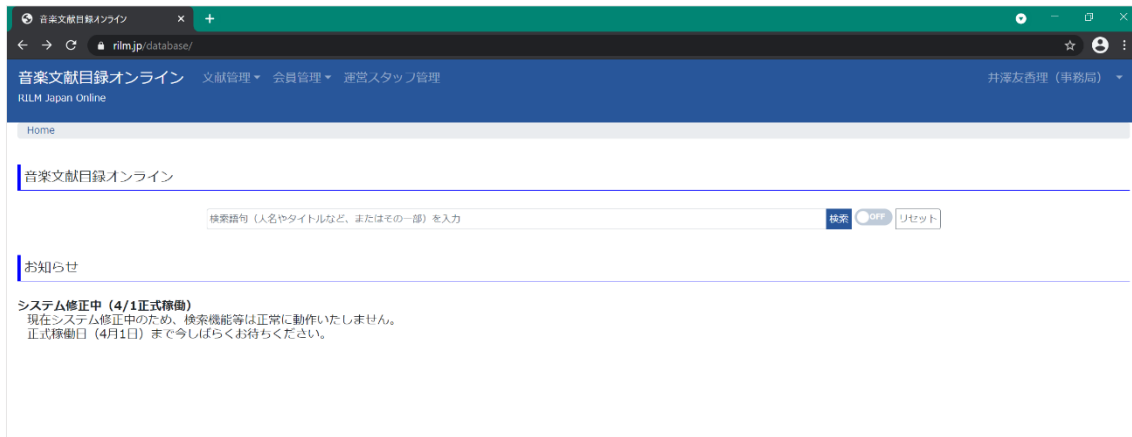 音楽文献目録オンライン
rilm.jp/database/
音楽文献目録オンライン 文献管理 会員管理 運営スタッフ管理 井澤友香理（事務局）
RILM Japan Online
Home
音楽文献目録オンライン
検索語句（人名やタイトルなど、またはその一部）を入力 検索 OFF リセット
お知らせ
システム修正中（4/1正式稼働）
現在システム修正中のため、検索機能等は正常に動作いたしません。
正式稼働日（4月1日）まで今しばらくお待ちください。